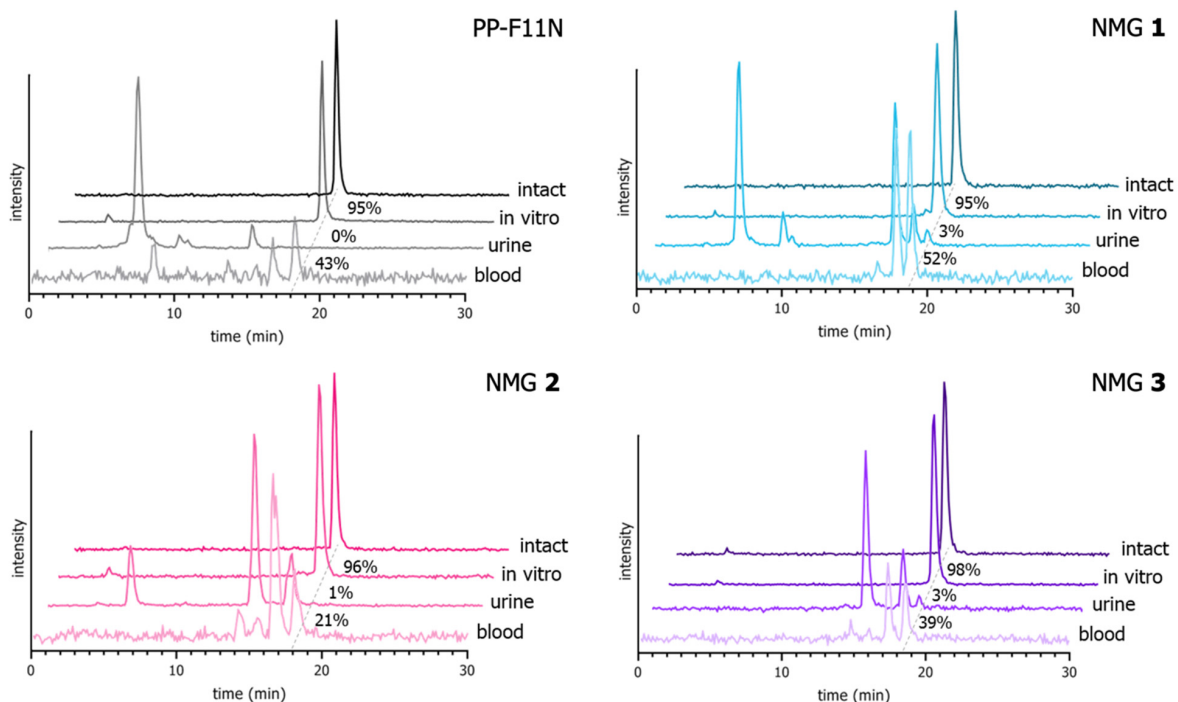 PP-F11N
intensity
intact
95%
in vitro
0%
urine
43%
blood
0 10 20 30
time (min)
NMG 1
intensity
intact
95%
in vitro
3%
urine
52%
blood
0 10 20 30
time (min)
NMG 2
intensity
intact
96%
in vitro
1%
urine
21%
blood
0 10 20 30
time (min)
NMG 3
intensity
intact
98%
in vitro
3%
urine
39%
blood
0 10 20 30
time (min)